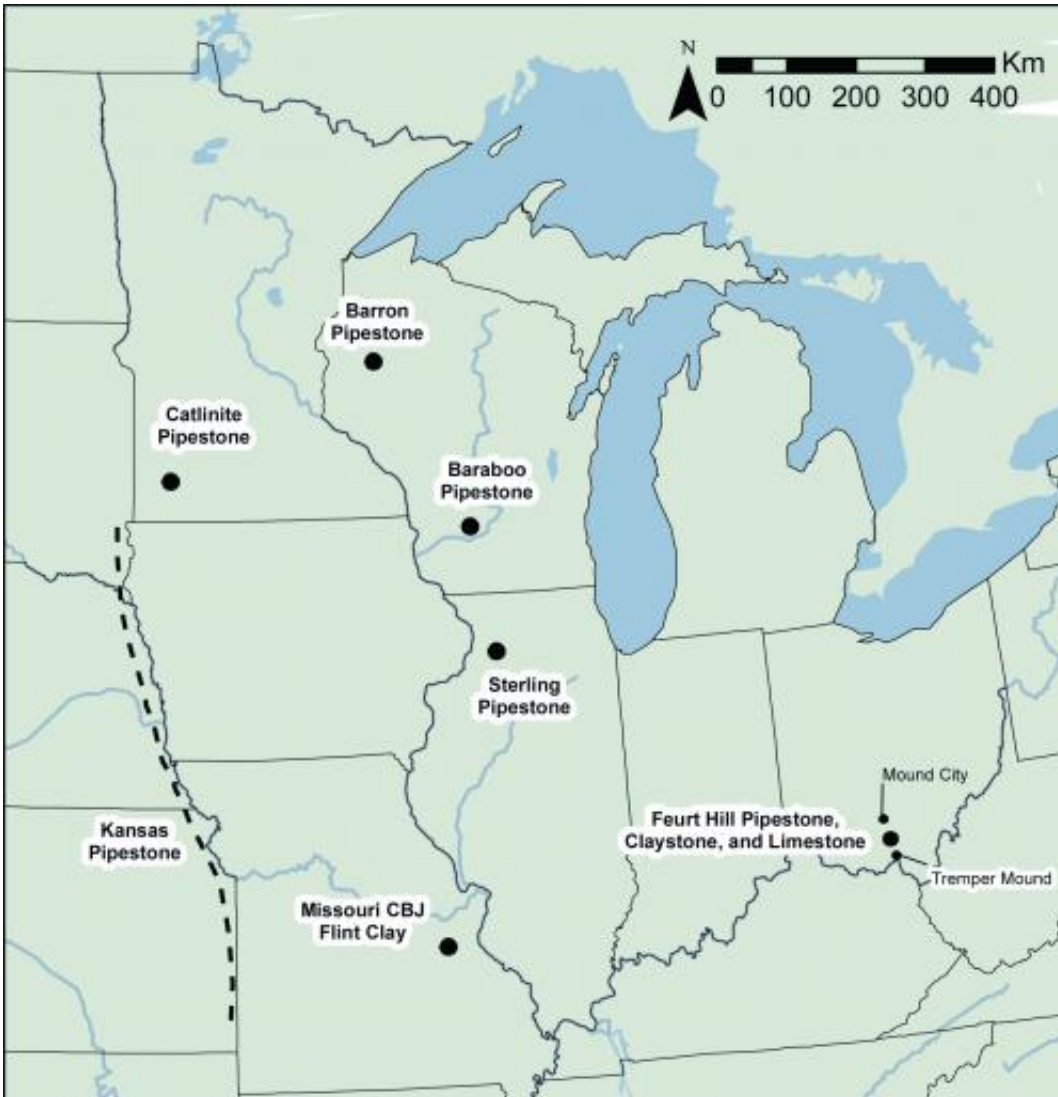 N
Km
0 100 200 300 400
Barron
Pipestone
Catlinite
Pipestone
Baraboo
Pipestone
Sterling
Pipestone
Mound City
Feurt Hill Pipestone,
Claystone, and Limestone
Tremper Mound
Kansas
Pipestone
Missouri CBJ
Flint Clay